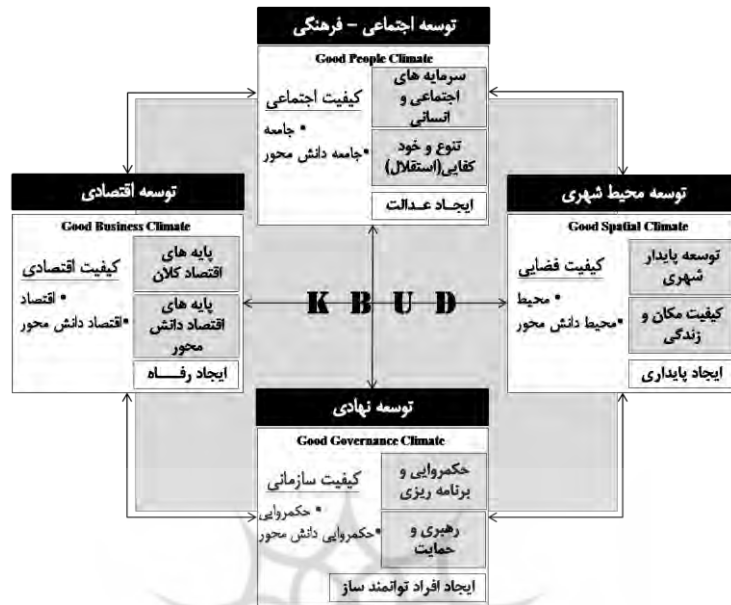 توسعه اجتماعی – فرهنگی
Good People Climate
سرمایه های
اجتماعی و
انسانی
کیفیت اجتماعی
▪ جامعه
▪جامعه دانش محور
تنوع و خود
کفایی(استقلال)
ایجـاد عـدالت
توسعه محیط شهری
Good Spatial Climate
توسعه پایدار
شهری
کیفیت فضایی
▪ محیط
▪محیط دانش محور
کیفیت مکان و
زندگی
ایجاد پایداری
توسعه اقتصادی
Good Business Climate
پایه های
اقتصاد کلان
کیفیت اقتصادی
▪ اقتصاد
▪اقتصاد دانش محور
پایه های
اقتصاد دانش
محور
ایجاد رفـــاه
K B U D
توسعه نهادی
Good Governance Climate
حکمروایی و
برنامه ریزی
کیفیت سازمانی
▪ حکمروایی
▪حکمروایی دانش محور
رهبری و
حمایت
ایجاد افراد توانمند ساز